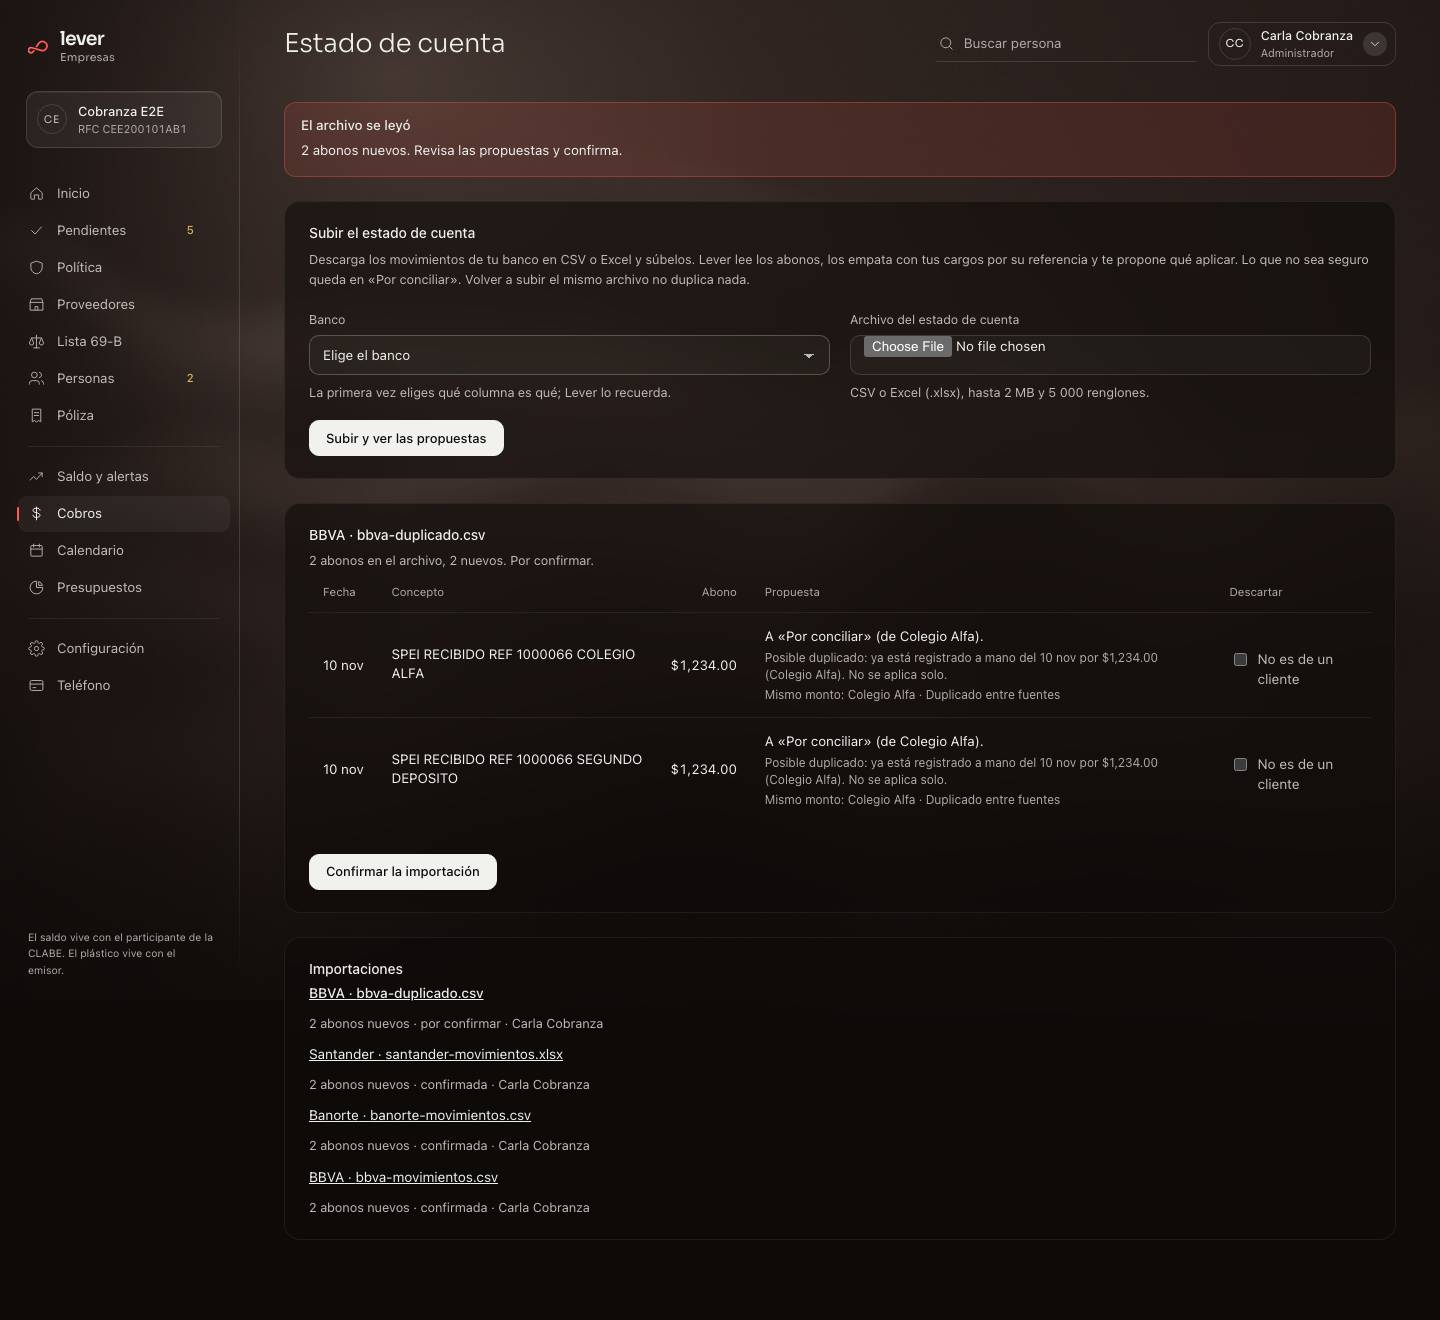 lever
Empresas
Estado de cuenta
Buscar persona
CC
Carla Cobranza
Administrador
CE
Cobranza E2E
RFC CEE200101AB1
Inicio
Pendientes 5
Política
Proveedores
Lista 69-B
Personas 2
Póliza
Saldo y alertas
Cobros
Calendario
Presupuestos
Configuración
Teléfono
El saldo vive con el participante de la
CLABE. El plástico vive con el
emisor.
El archivo se leyó
2 abonos nuevos. Revisa las propuestas y confirma.
Subir el estado de cuenta
Descarga los movimientos de tu banco en CSV o Excel y súbelos. Lever lee los abonos, los empata con tus cargos por su referencia y te propone qué aplicar. Lo que no sea seguro
queda en «Por conciliar». Volver a subir el mismo archivo no duplica nada.
Banco
Elige el banco
La primera vez eliges qué columna es qué; Lever lo recuerda.
Archivo del estado de cuenta
Choose File No file chosen
CSV o Excel (.xlsx), hasta 2 MB y 5 000 renglones.
Subir y ver las propuestas
BBVA · bbva-duplicado.csv
2 abonos en el archivo, 2 nuevos. Por confirmar.
Fecha Concepto Abono Propuesta Descartar
10 nov
SPEI RECIBIDO REF 1000066 COLEGIO
ALFA
$1,234.00
A «Por conciliar» (de Colegio Alfa).
Posible duplicado: ya está registrado a mano del 10 nov por $1,234.00
(Colegio Alfa). No se aplica solo.
Mismo monto: Colegio Alfa · Duplicado entre fuentes
No es de un
cliente
10 nov
SPEI RECIBIDO REF 1000066 SEGUNDO
DEPOSITO
$1,234.00
A «Por conciliar» (de Colegio Alfa).
Posible duplicado: ya está registrado a mano del 10 nov por $1,234.00
(Colegio Alfa). No se aplica solo.
Mismo monto: Colegio Alfa · Duplicado entre fuentes
No es de un
cliente
Confirmar la importación
Importaciones
BBVA · bbva-duplicado.csv
2 abonos nuevos · por confirmar · Carla Cobranza
Santander · santander-movimientos.xlsx
2 abonos nuevos · confirmada · Carla Cobranza
Banorte · banorte-movimientos.csv
2 abonos nuevos · confirmada · Carla Cobranza
BBVA · bbva-movimientos.csv
2 abonos nuevos · confirmada · Carla Cobranza